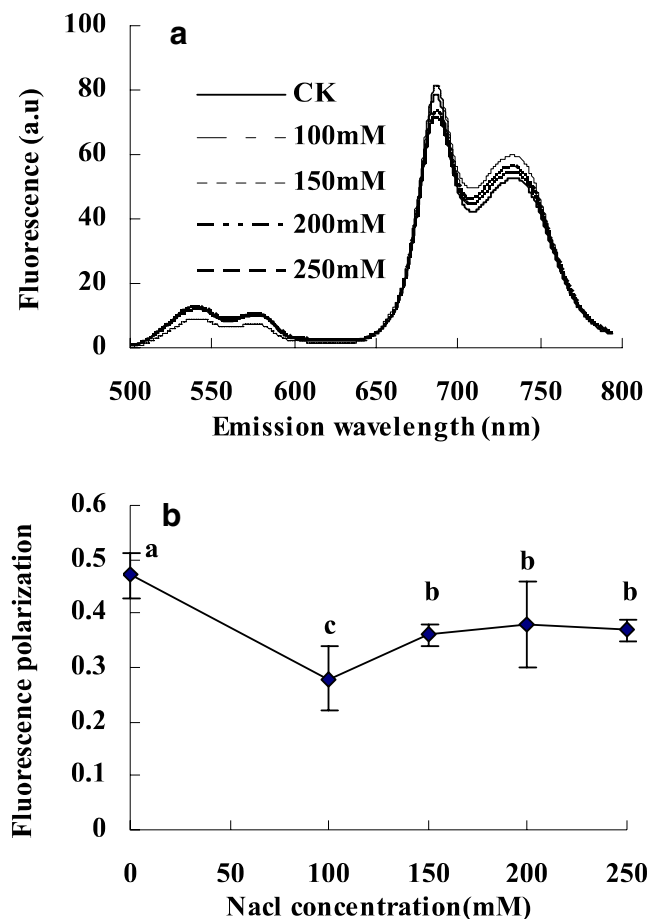 a
100
80
60
40
20
0
Fluorescence (a.u)
CK
100mM
150mM
200mM
250mM
500 550 600 650 700 750 800
Emission wavelength (nm)
b
0.6
0.5
0.4
0.3
0.2
0.1
0
Fluorescence polarization
a
c
b
b
b
0 50 100 150 200 250
Nacl concentration(mM)